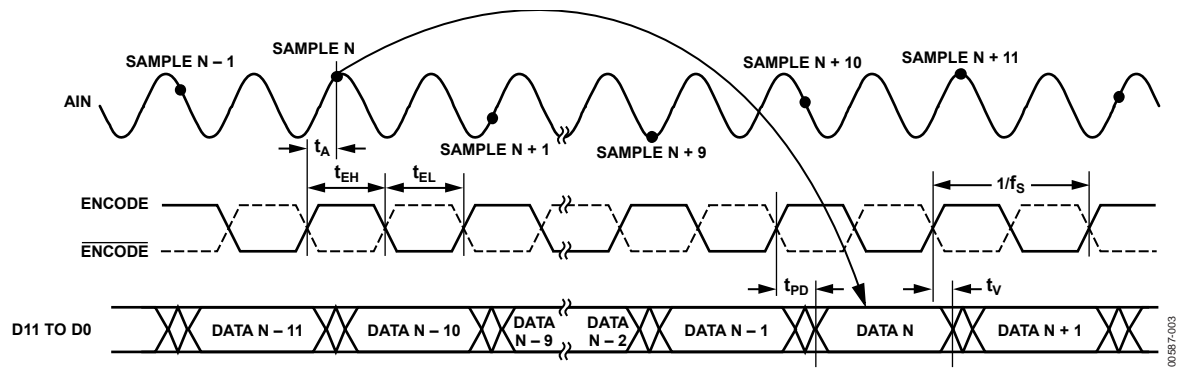 SAMPLE N – 1
SAMPLE N
SAMPLE N + 10
SAMPLE N + 11
AIN
SAMPLE N + 1
SAMPLE N + 9
tA
tEH
tEL
1/fS
ENCODE
ENCODE
tPD
tV
D11 TO D0
DATA N – 11
DATA N – 10
DATA
N – 9
DATA
N – 2
DATA N – 1
DATA N
DATA N + 1
00587-003